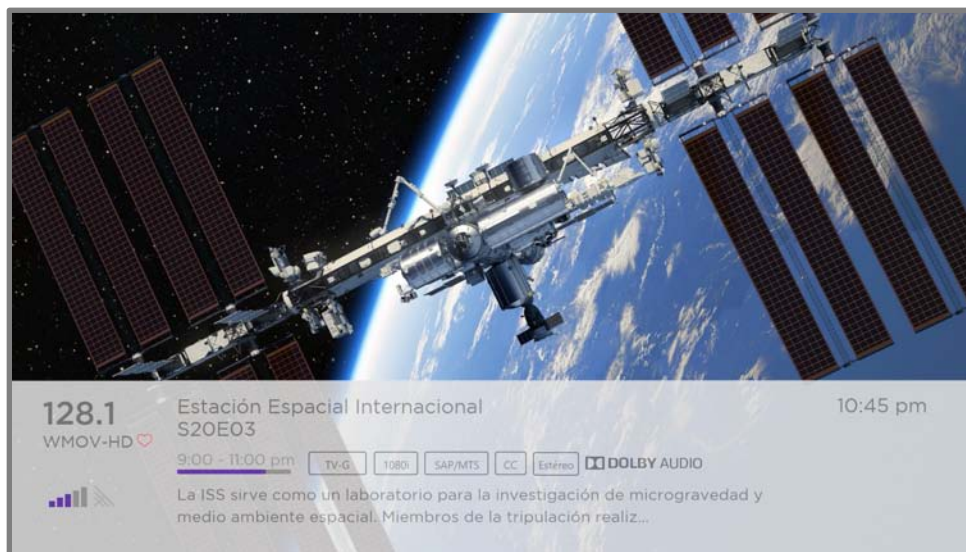 128.1
WMOV-HD
Estación Espacial Internacional
S20E03
10:45 pm
9:00 - 11:00 pm
TV-G 1080i SAP/MTS CC Estéreo DOLBY AUDIO
La ISS sirve como un laboratorio para la investigación de microgravedad y
medio ambiente espacial. Miembros de la tripulación realiz...